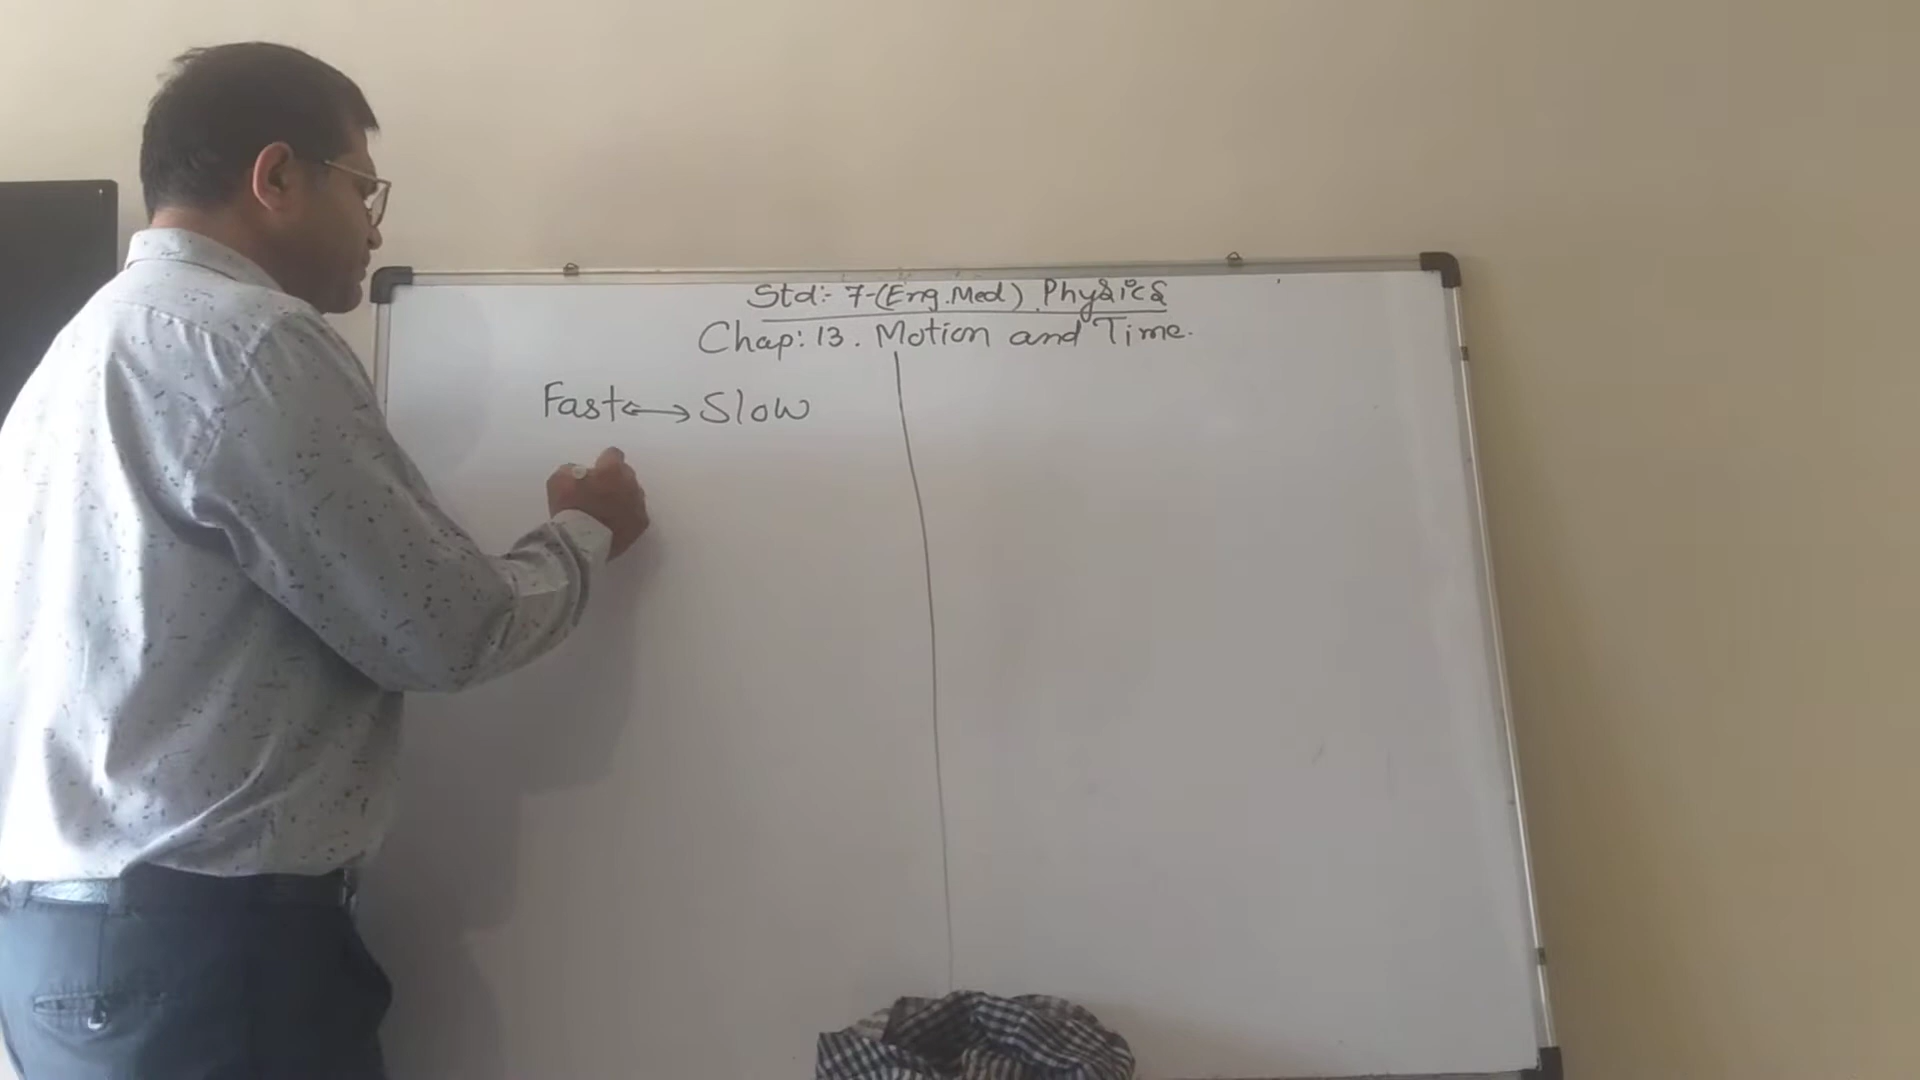 Std:- 7-(Eng.Med) Physics
Chap: 13. Motion and Time.
Fast↔Slow